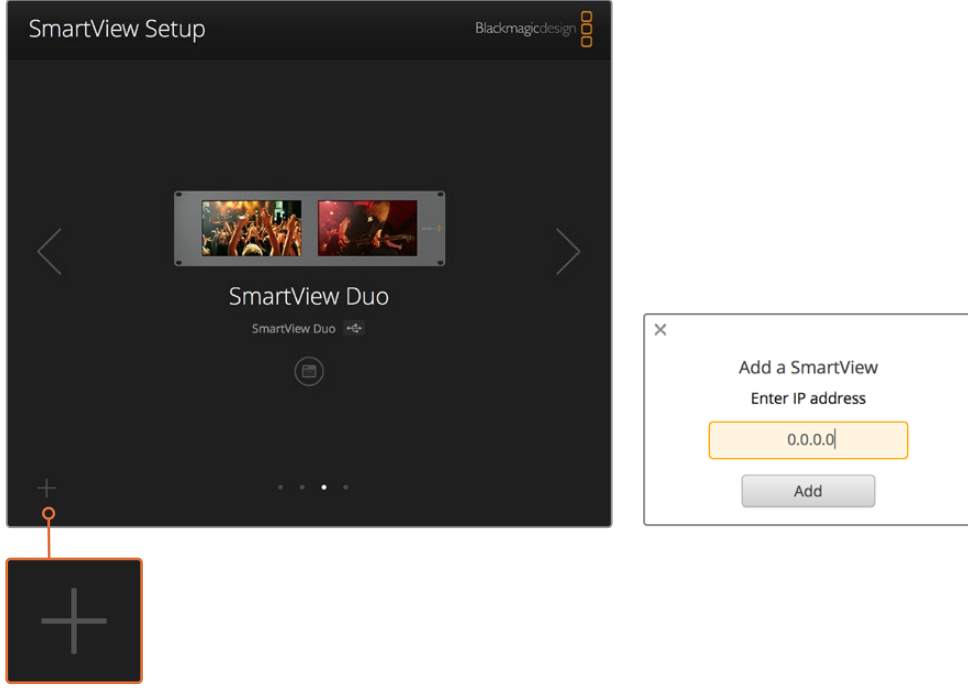 SmartView Setup
Blackmagicdesign
SmartView Duo
SmartView Duo
Add a SmartView
Enter IP address
0.0.0.0
Add